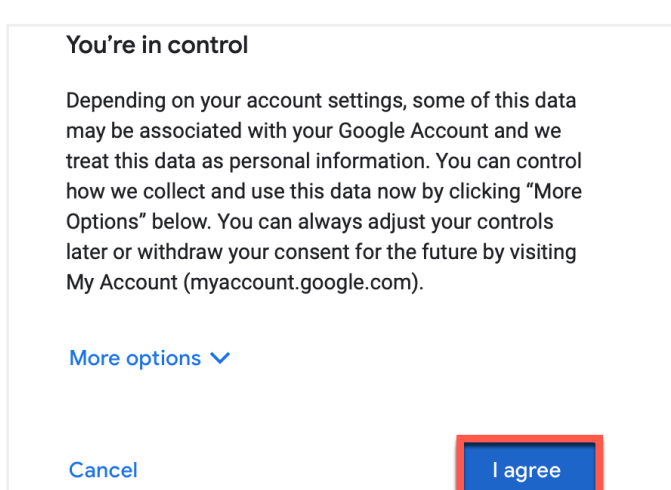 You’re in control
Depending on your account settings, some of this data
may be associated with your Google Account and we
treat this data as personal information. You can control
how we collect and use this data now by clicking “More
Options” below. You can always adjust your controls
later or withdraw your consent for the future by visiting
My Account (myaccount.google.com).
More options
Cancel
I agree